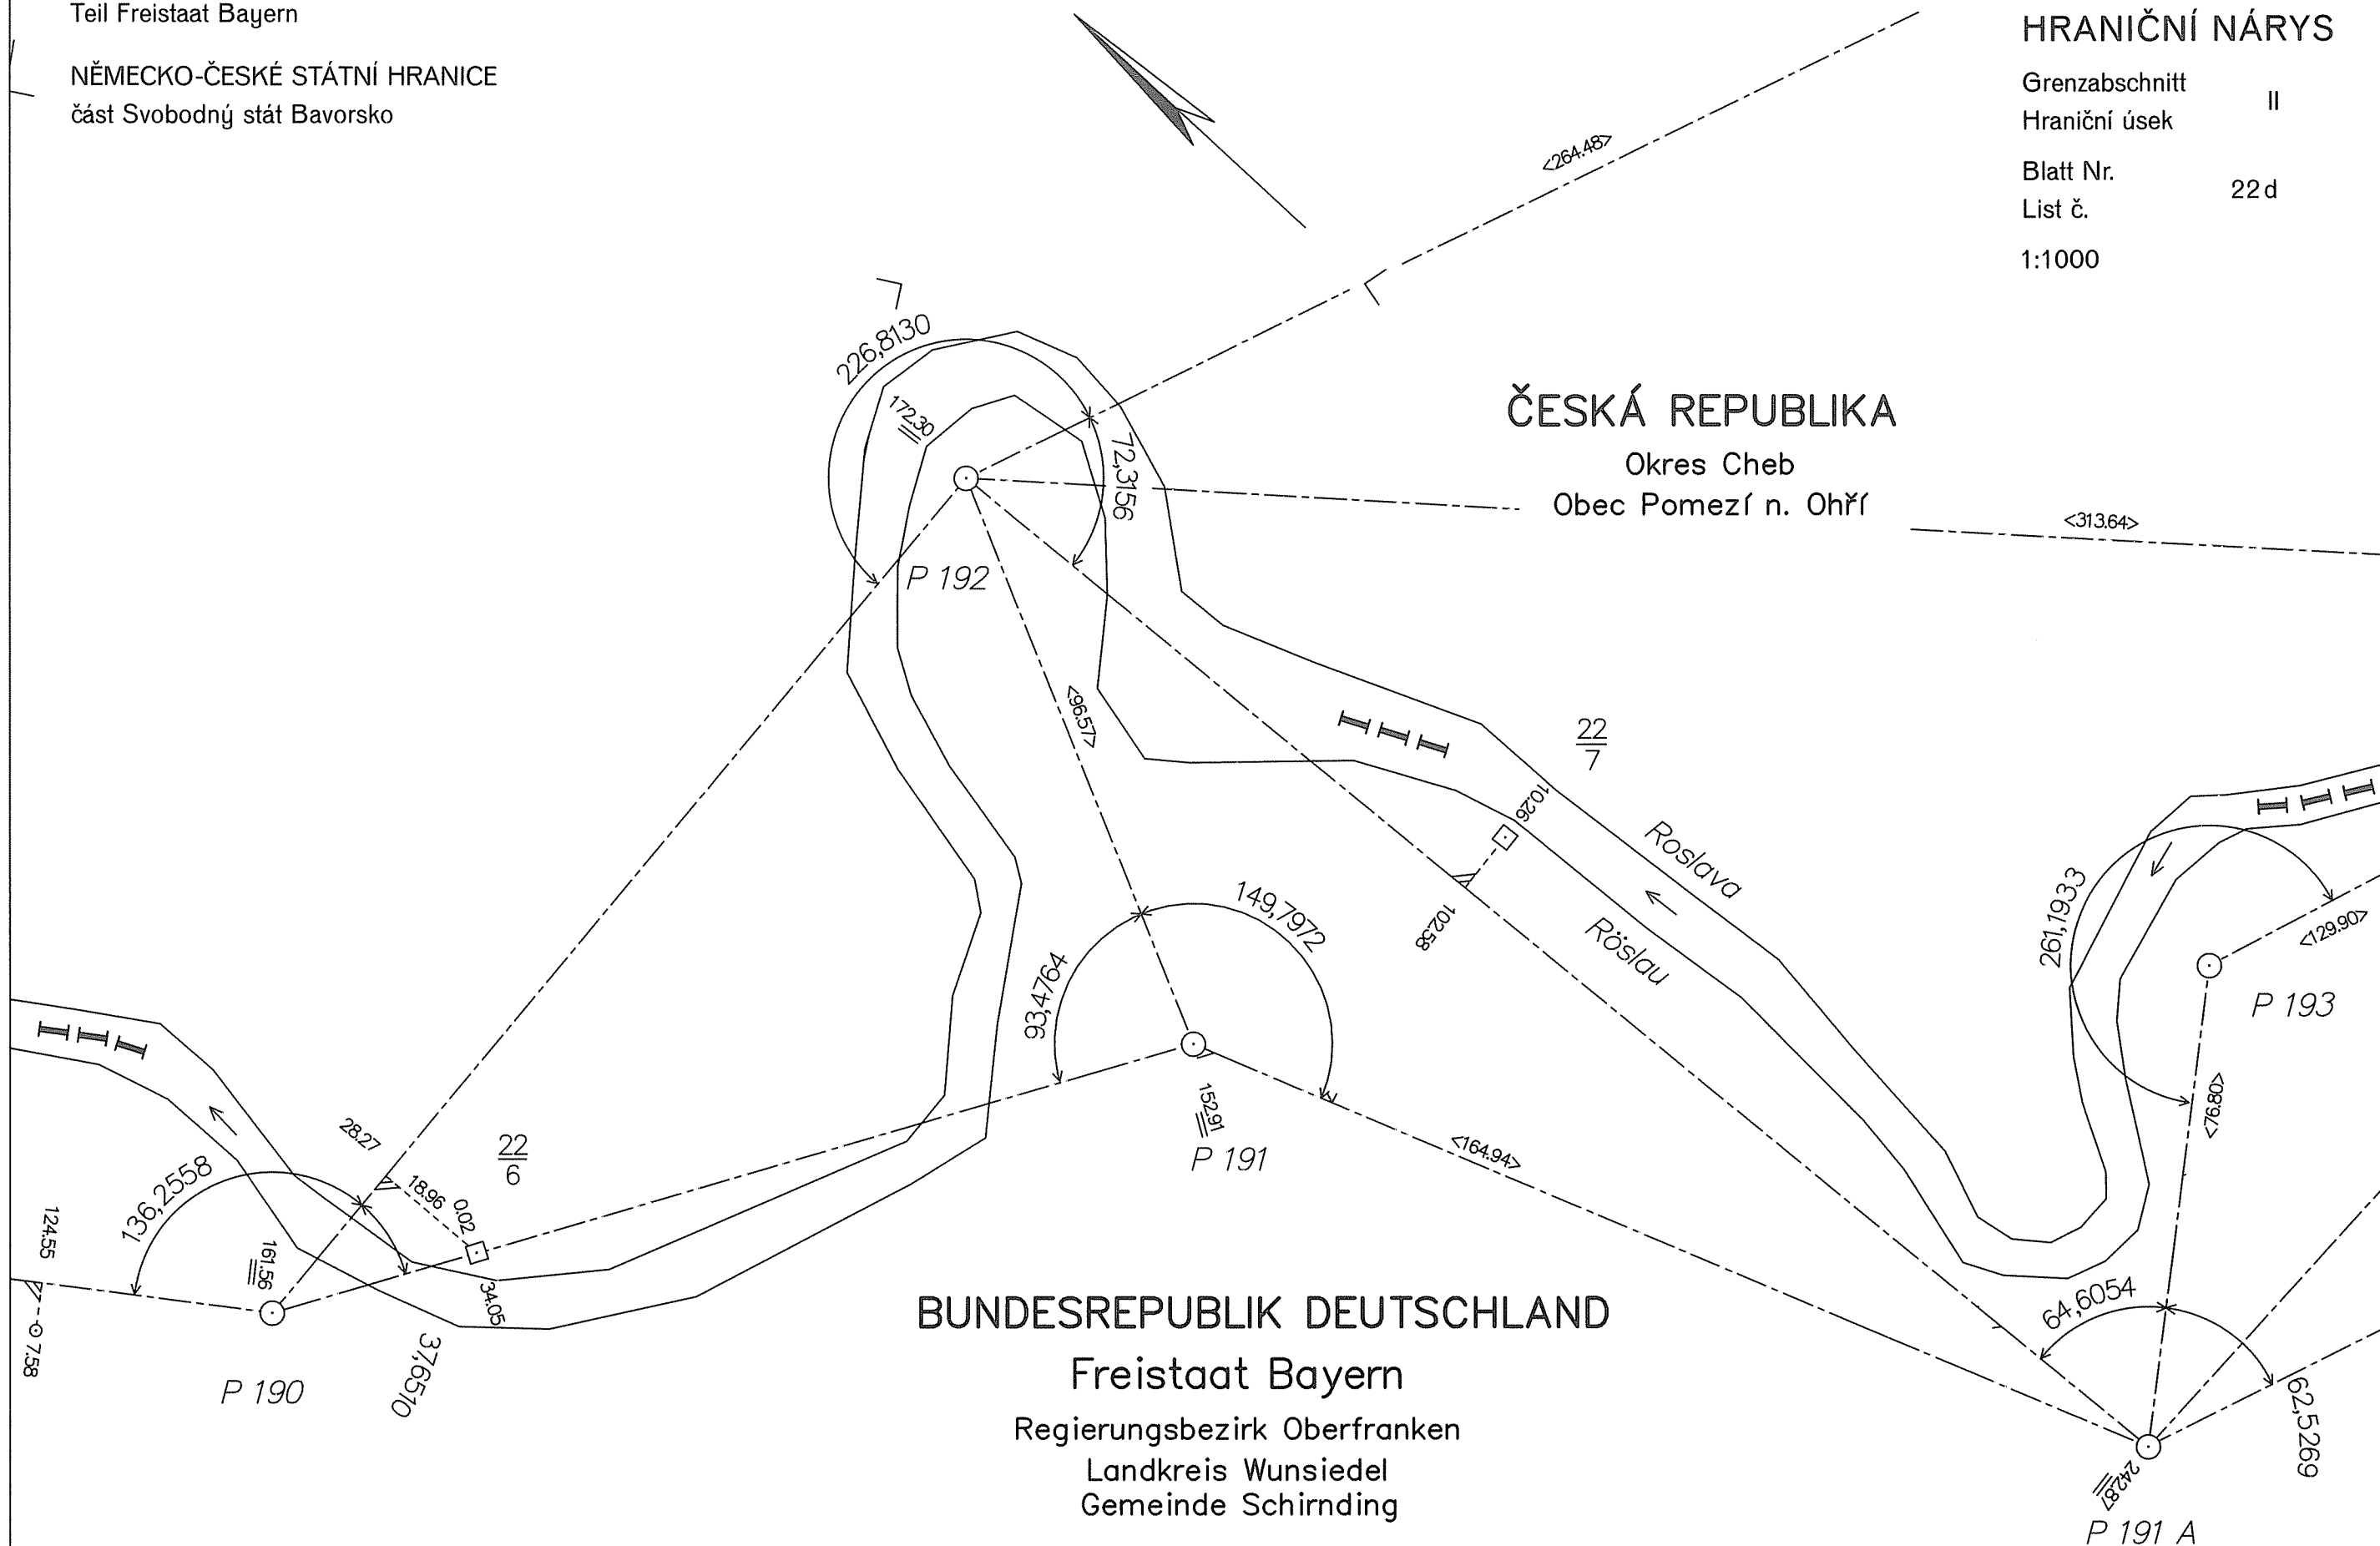 Teil Freistaat Bayern
NĚMECKO-ČESKÉ STÁTNÍ HRANICE
část Svobodný stát Bavorsko
HRANIČNÍ NÁRYS
Grenzabschnitt
Hraniční úsek
II
Blatt Nr.
List č.
22d
1:1000
<264.48>
226,8130
172.30
72,3156
P 192
ČESKÁ REPUBLIKA
Okres Cheb
Obec Pomezí n. Ohří
<313.64>
<96.57>
22
7
10.26
102.58
Roslava
Röslau
149,7972
93,4764
261,1933
<129.90>
P 193
<76.80>
152.91
P 191
<164.94>
28.27
22
6
136,2558
18.96
0.02
124.55
161.56
34.05
7.58
37,6510
P 190
64,6054
62,5269
242.87
P 191 A
BUNDESREPUBLIK DEUTSCHLAND
Freistaat Bayern
Regierungsbezirk Oberfranken
Landkreis Wunsiedel
Gemeinde Schirnding